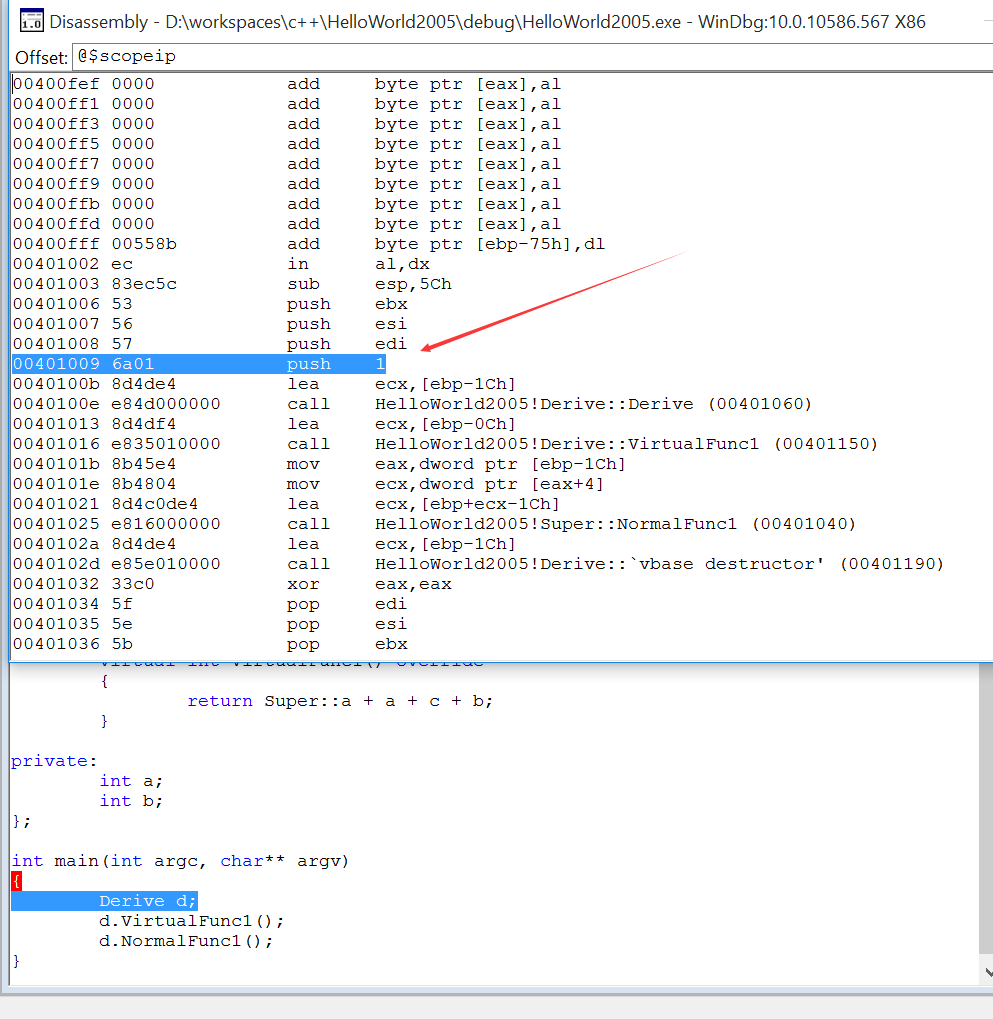 Disassembly - D:\workspaces\c++\HelloWorld2005\debug\HelloWorld2005.exe - WinDbg:10.0.10586.567 X86
Offset: @$scopeip
00400fef 0000 add byte ptr [eax],al
00400ff1 0000 add byte ptr [eax],al
00400ff3 0000 add byte ptr [eax],al
00400ff5 0000 add byte ptr [eax],al
00400ff7 0000 add byte ptr [eax],al
00400ff9 0000 add byte ptr [eax],al
00400ffb 0000 add byte ptr [eax],al
00400ffd 0000 add byte ptr [eax],al
00400fff 00558b add byte ptr [ebp-75h],dl
00401002 ec in al,dx
00401003 83ec5c sub esp,5Ch
00401006 53 push ebx
00401007 56 push esi
00401008 57 push edi
00401009 6a01 push 1
0040100b 8d4de4 lea ecx,[ebp-1Ch]
0040100e e84d000000 call HelloWorld2005!Derive::Derive (00401060)
00401013 8d4df4 lea ecx,[ebp-0Ch]
00401016 e835010000 call HelloWorld2005!Derive::VirtualFunc1 (00401150)
0040101b 8b45e4 mov eax,dword ptr [ebp-1Ch]
0040101e 8b4804 mov ecx,dword ptr [eax+4]
00401021 8d4c0de4 lea ecx,[ebp+ecx-1Ch]
00401025 e816000000 call HelloWorld2005!Super::NormalFunc1 (00401040)
0040102a 8d4de4 lea ecx,[ebp-1Ch]
0040102d e85e010000 call HelloWorld2005!Derive::`vbase destructor' (00401190)
00401032 33c0 xor eax,eax
00401034 5f pop edi
00401035 5e pop esi
00401036 5b pop ebx
virtual int VirtualFunc1() override
{
return Super::a + a + c + b;
}
private:
int a;
int b;
};
int main(int argc, char** argv)
{
Derive d;
d.VirtualFunc1();
d.NormalFunc1();
}